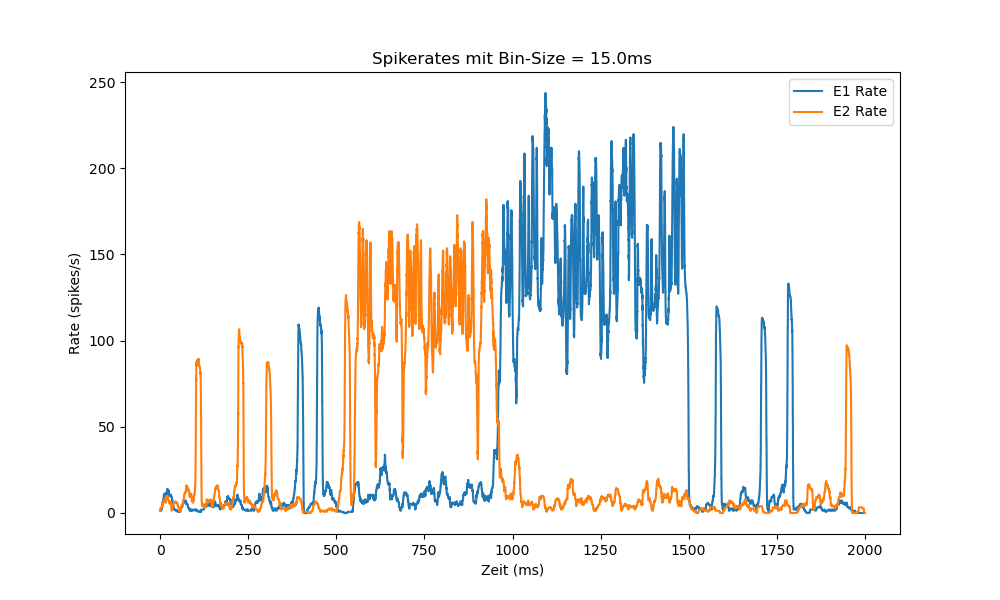 Spikerates mit Bin-Size = 15.0ms
E1 Rate
E2 Rate
250
200
150
100
50
0
Rate (spikes/s)
0 250 500 750 1000 1250 1500 1750 2000
Zeit (ms)